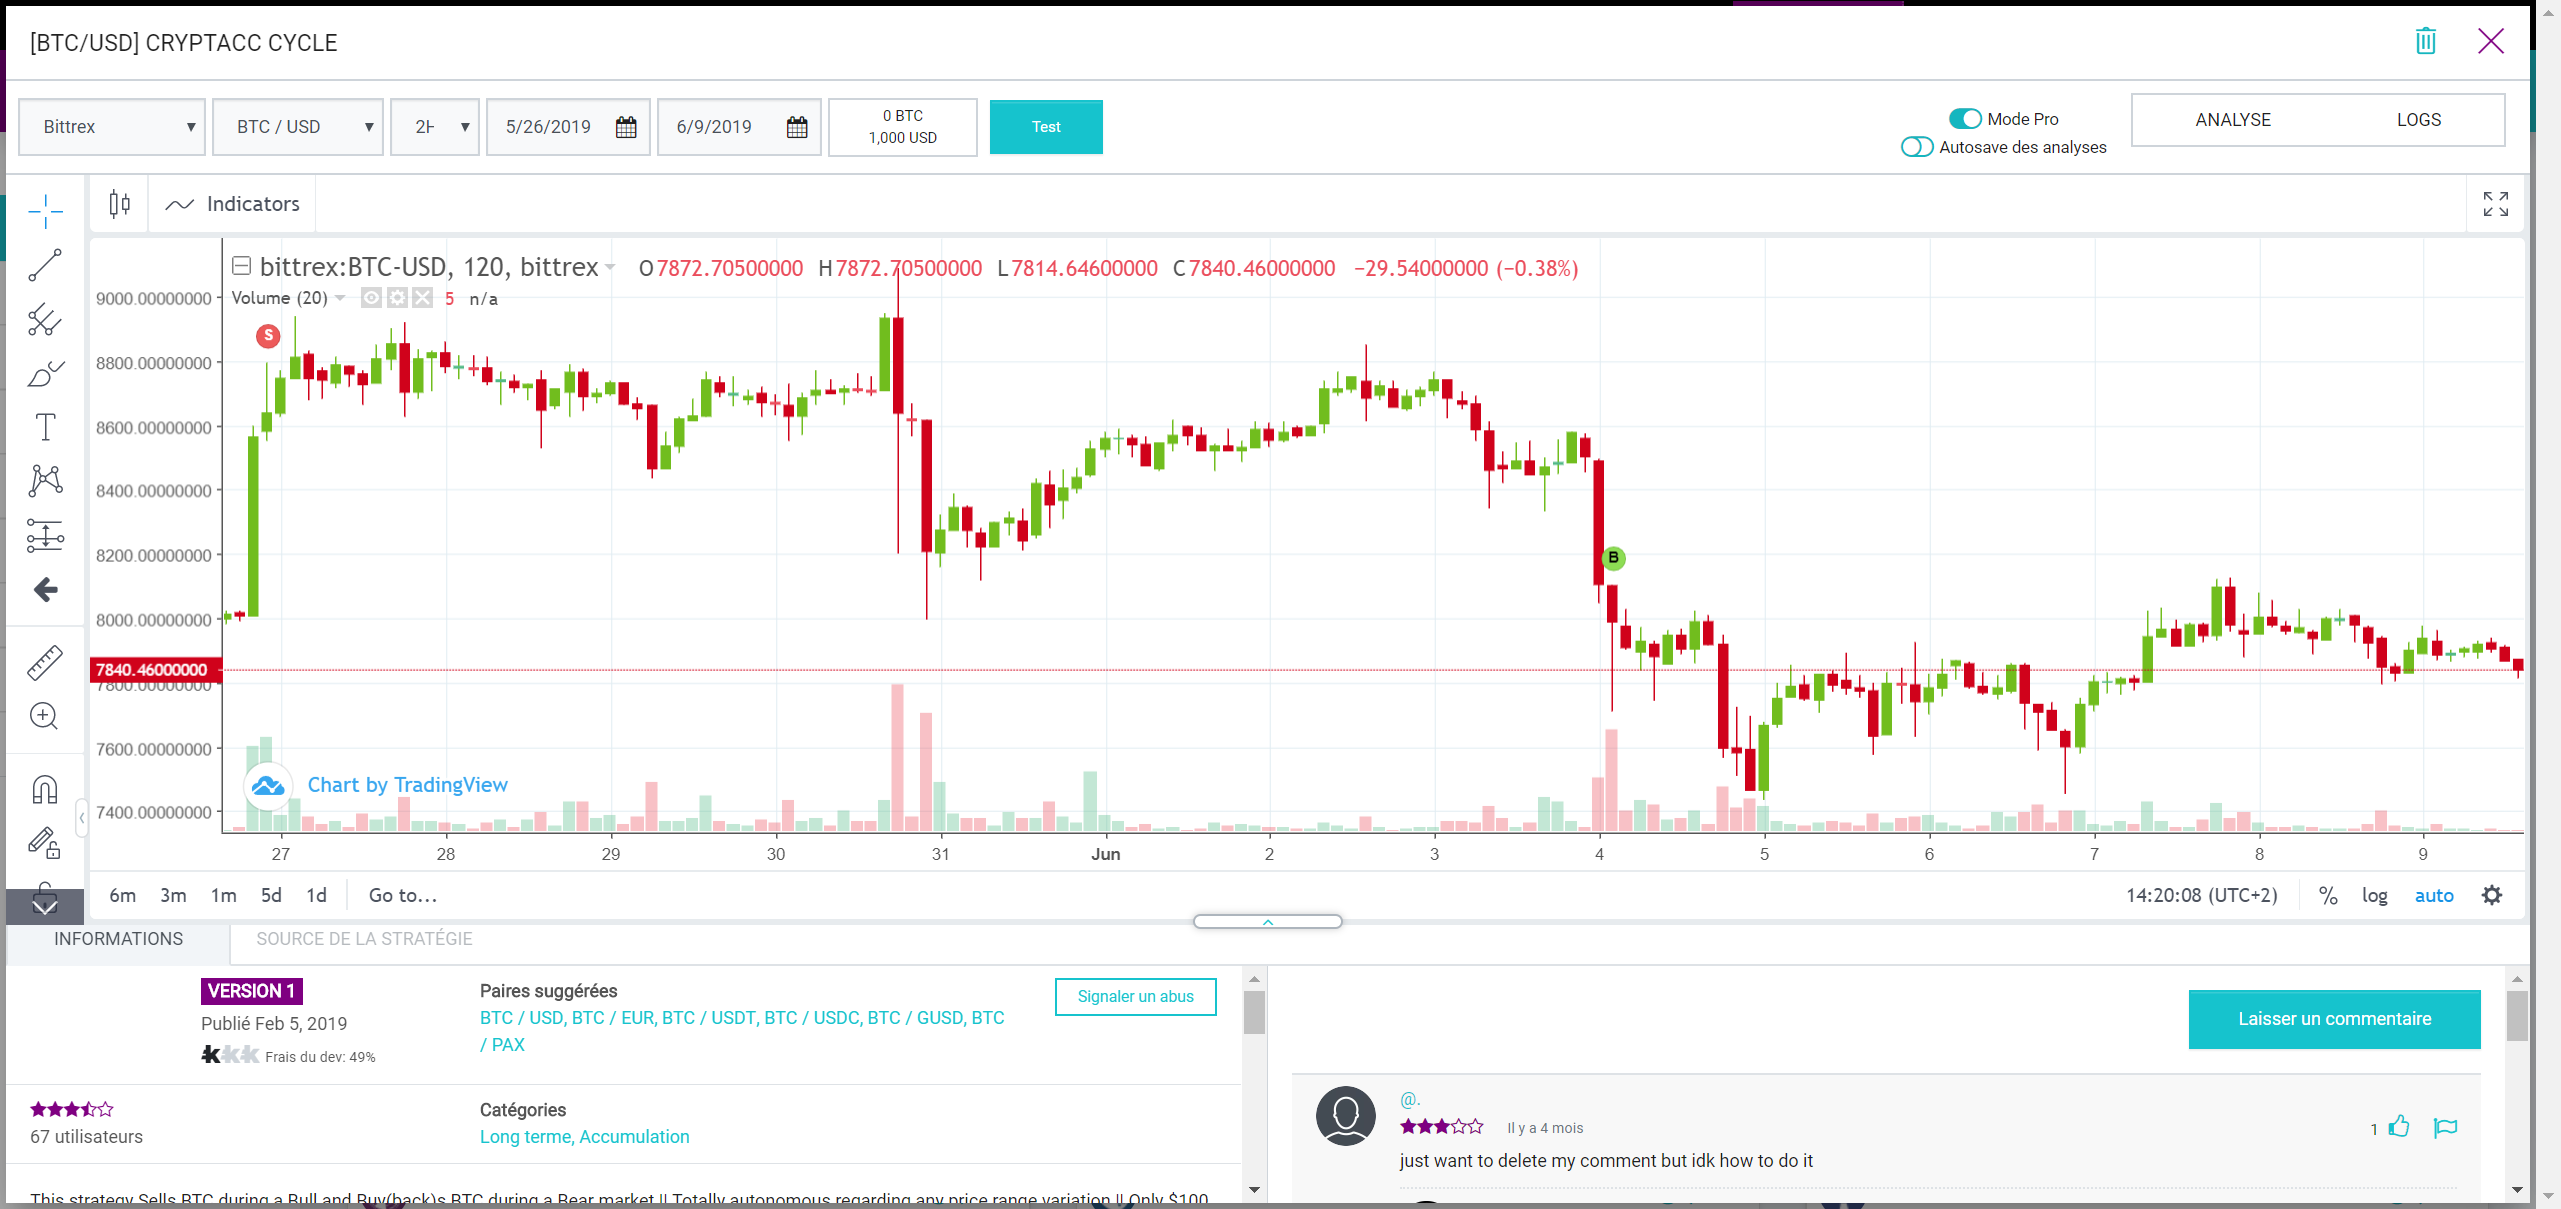 [BTC/USD] CRYPTACC CYCLE
Bittrex
BTC / USD
5/26/2019
6/9/2019
0 BTC
1,000 USD
Test
Mode Pro
Autosave des analyses
ANALYSE
LOGS
Indicators
bittrex:BTC-USD, 120, bittrex O7872.70500000 H7872.70500000 L7814.64600000 C7840.46000000 −29.54000000 (−0.38%)
Volume (20) 5 n/a
9000.00000000
S
8800.00000000
8600.00000000
8400.00000000
8200.00000000
B
8000.00000000
7840.46000000
7800.00000000
7600.00000000
7400.00000000
Chart by TradingView
27 28 29 30 31 Jun 2 3 4 5 6 7 8 9
6m 3m 1m 5d 1d Go to...
14:20:08 (UTC+2) % log auto
INFORMATIONS
SOURCE DE LA STRATÉGIE
VERSION 1
Publié Feb 5, 2019
Frais du dev: 49%
Paires suggérées
BTC / USD, BTC / EUR, BTC / USDT, BTC / USDC, BTC / GUSD, BTC
/ PAX
Signaler un abus
67 utilisateurs
Catégories
Long terme, Accumulation
This strategy Sells BTC during a Bull and Buy(back)s BTC during a Bear market !! Totally autonomous regarding any price range variation !! Only $100
Laisser un commentaire
@.
Il y a 4 mois
1
just want to delete my comment but idk how to do it